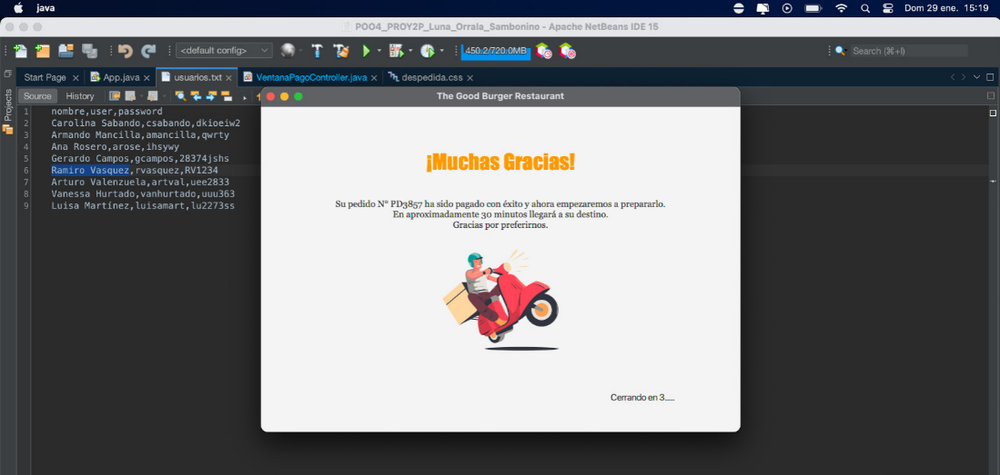 java
Dom 29 ene. 15:19
POO4_PROY2P_Luna_Orrala_Sambonino - Apache NetBeans IDE 15
<default config>
450.2/720.0MB
Search (⌘+I)
Start Page
App.java
usuarios.txt
VentanaPagoController.java
despedida.css
Projects
Source
History
1 nombre,user,password
2 Carolina Sabando,csabando,dkioeiw2
3 Armando Mancilla,amancilla,qwrty
4 Ana Rosero,arose,ihsywy
5 Gerardo Campos,gcampos,28374jshs
6 Ramiro Vasquez,rvasquez,RV1234
7 Arturo Valenzuela,artval,uee2833
8 Vanessa Hurtado,vanhurtado,uuu363
9 Luisa Martínez,luisamart,lu2273ss
The Good Burger Restaurant
¡Muchas Gracias!
Su pedido N° PD3857 ha sido pagado con éxito y ahora empezaremos a prepararlo.
En aproximadamente 30 minutos llegará a su destino.
Gracias por preferirnos.
Cerrando en 3.....